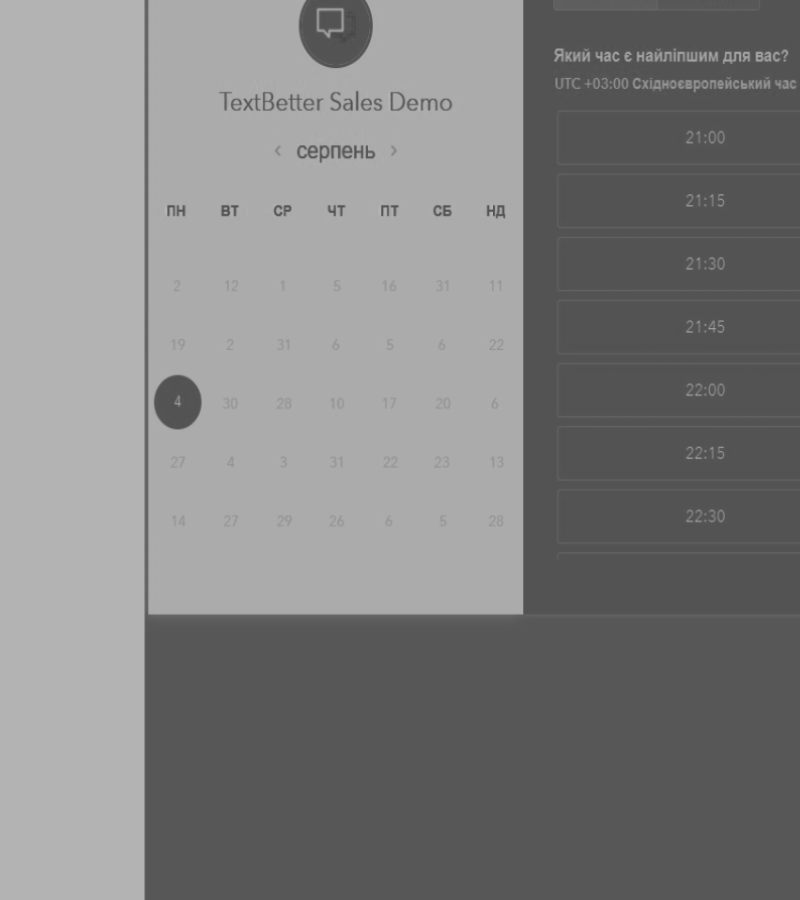 TextBetter Sales Demo
‹ серпень ›
ПН ВТ СР ЧТ ПТ СБ НД
2 12 1 5 16 31 11
19 2 31 6 5 6 22
4 30 28 10 17 20 6
27 4 3 31 22 23 13
14 27 29 26 6 5 28
Який час є найліпшим для вас?
UTC +03:00 Східноєвропейський час
21:00
21:15
21:30
21:45
22:00
22:15
22:30